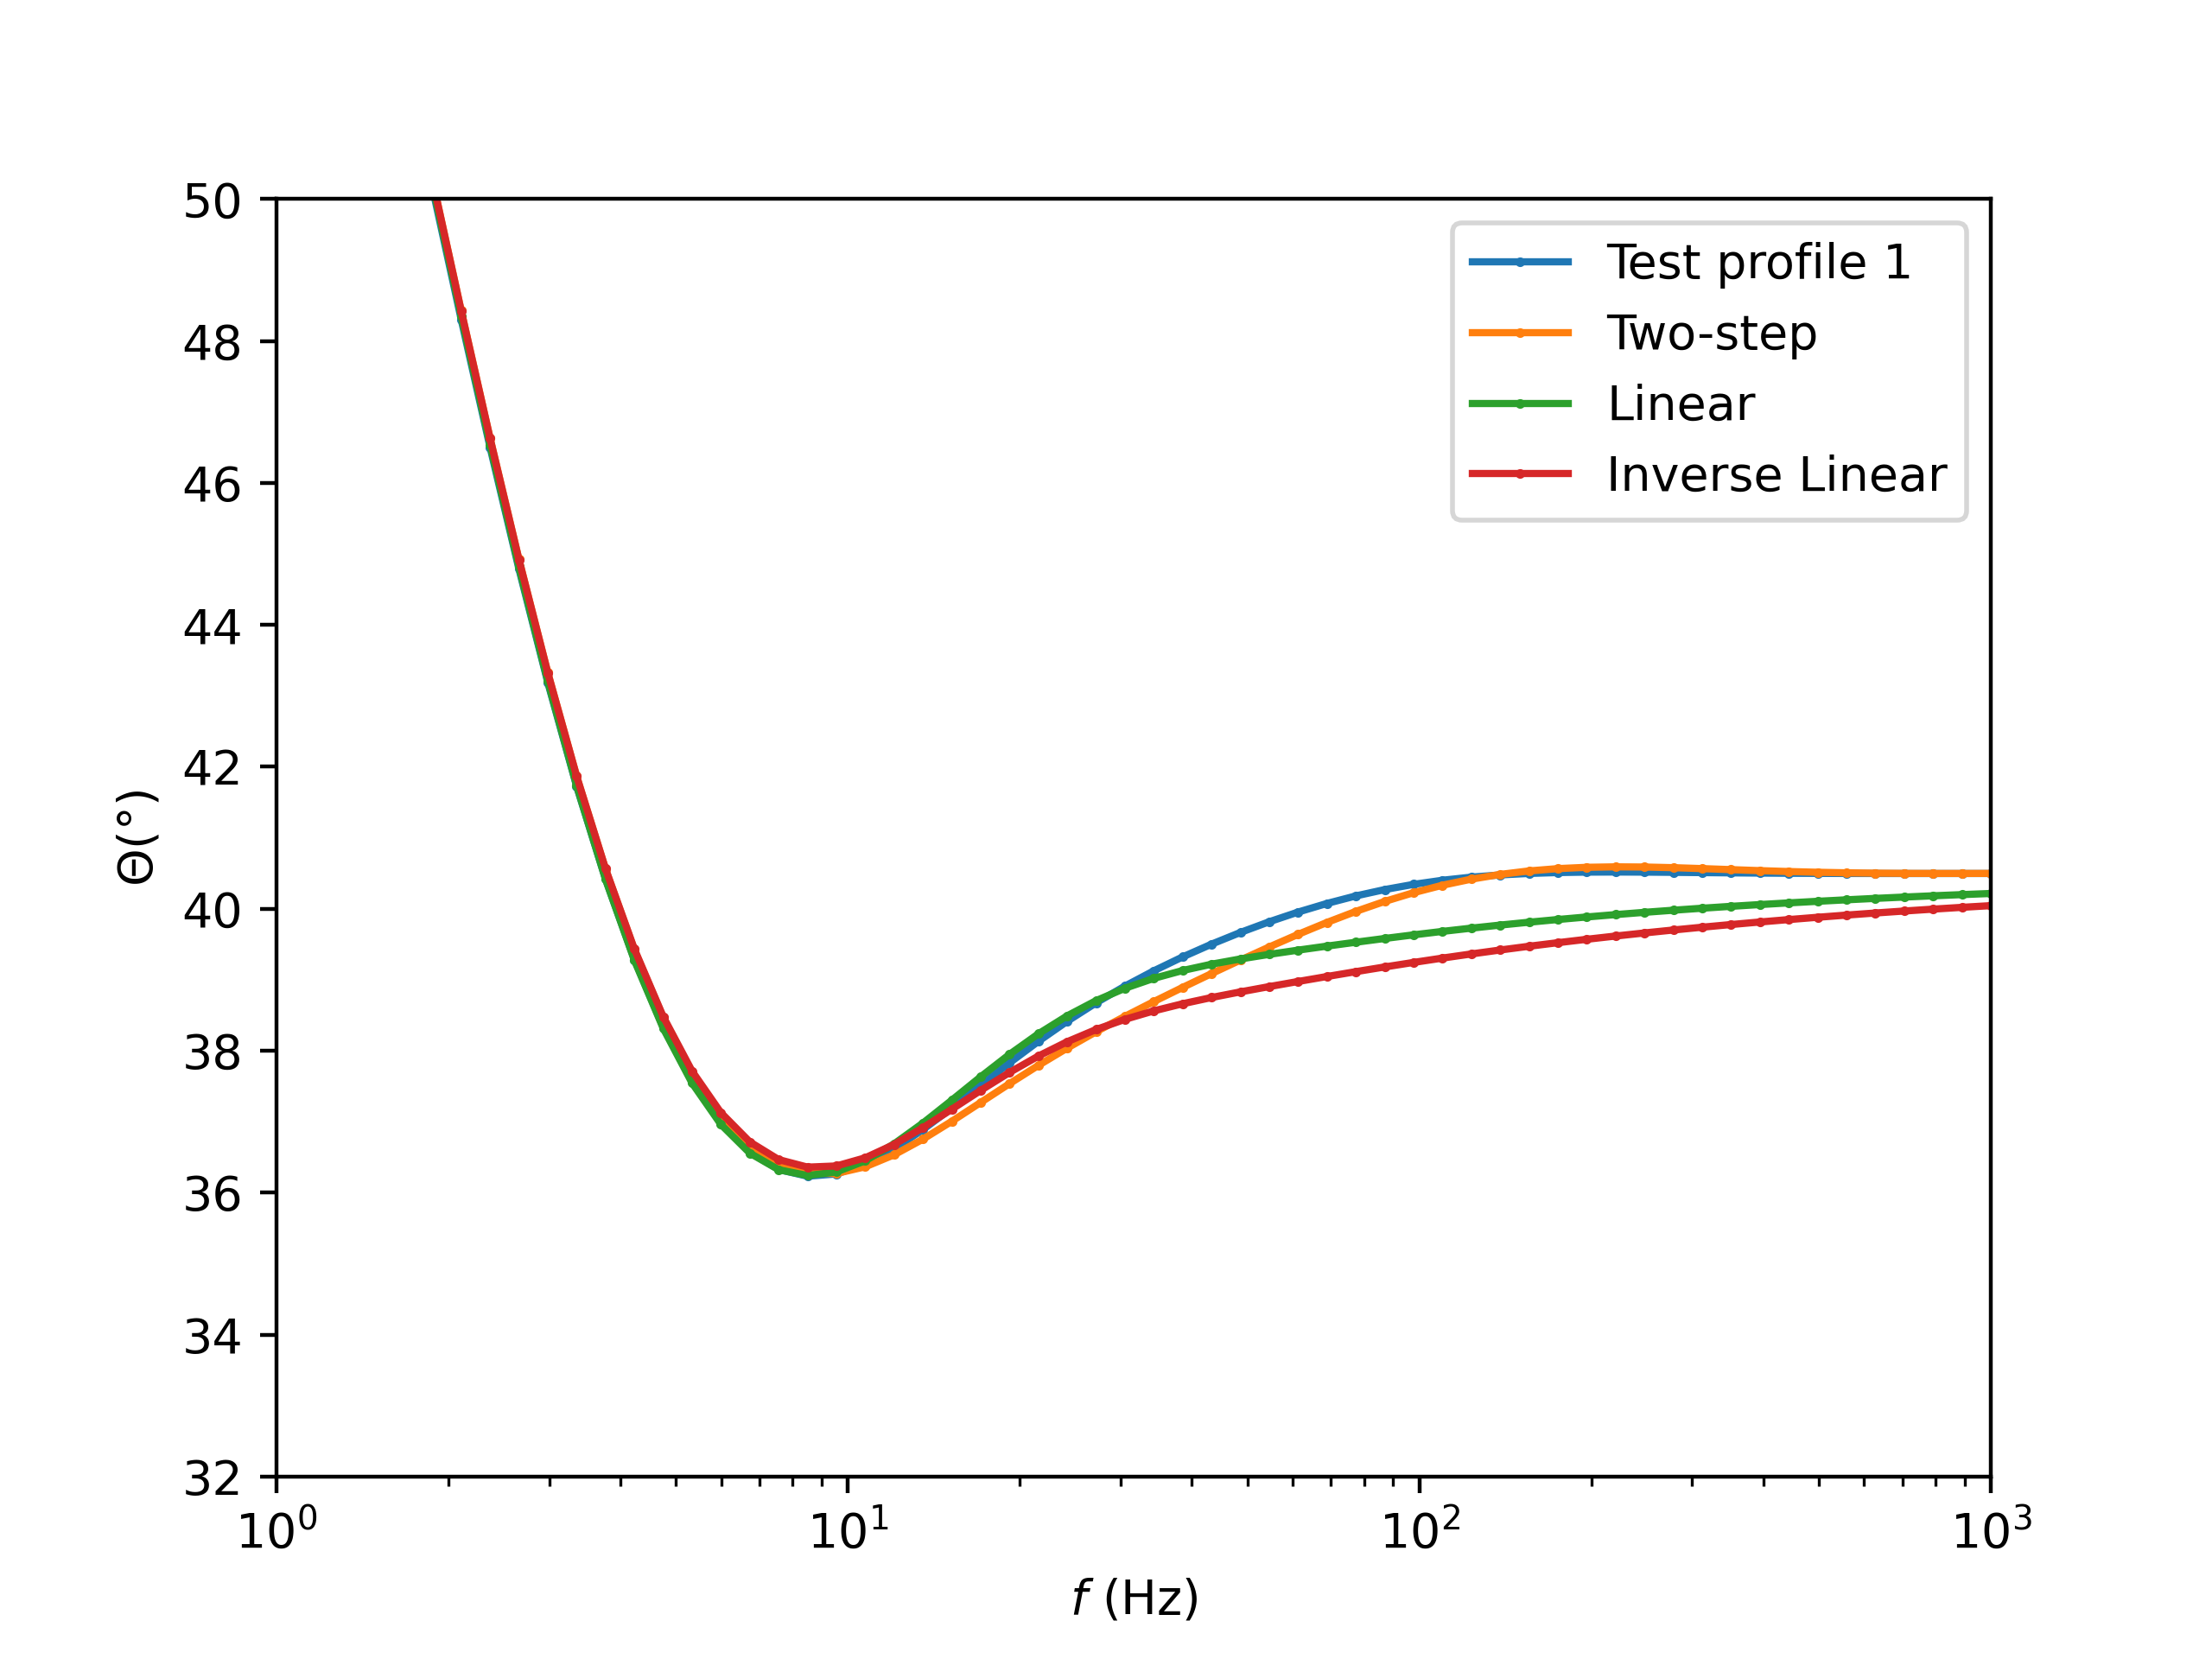 50
48
46
44
42
40
38
36
34
32
Θ(°)
Test profile 1
Two-step
Linear
Inverse Linear
10⁰ 10¹ 10² 10³
f (Hz)